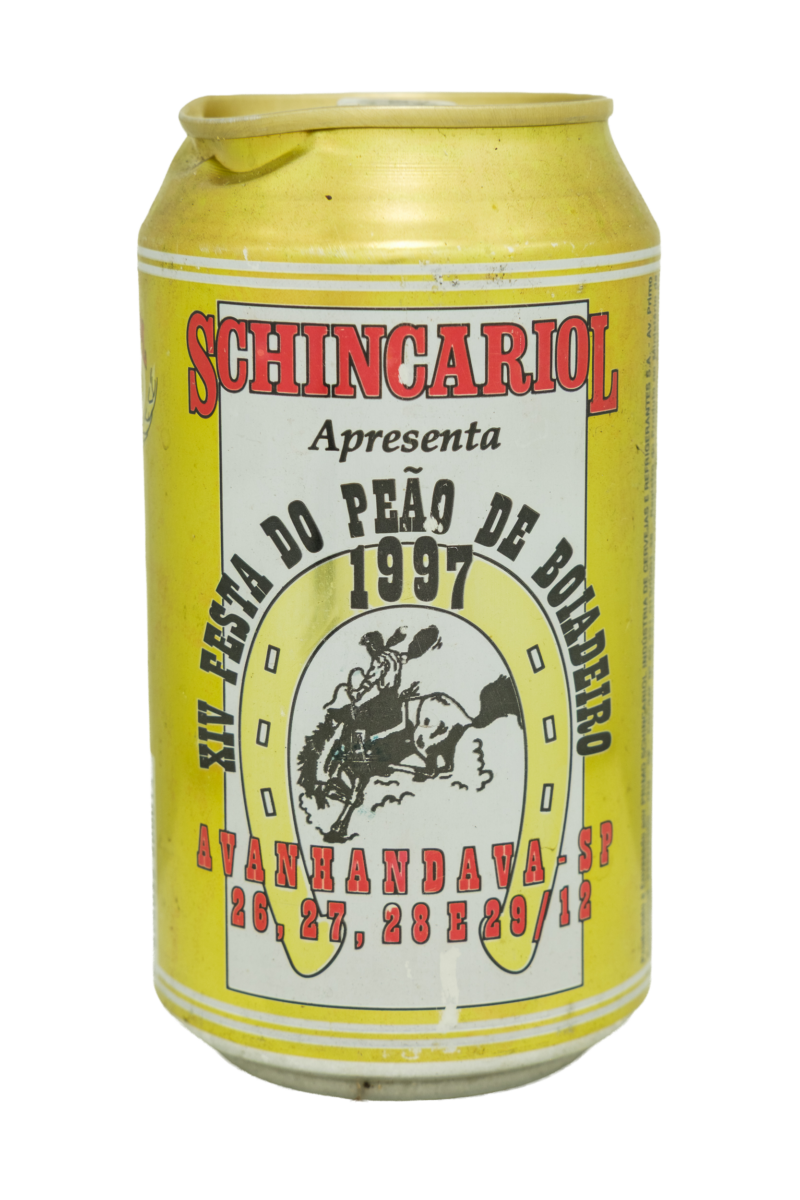 SCHINCARIOL
Apresenta
XIV FESTA DO PEÃO DE BOIADEIRO
1997
AVANHANDAVA-SP
26, 27, 28 E 29/12